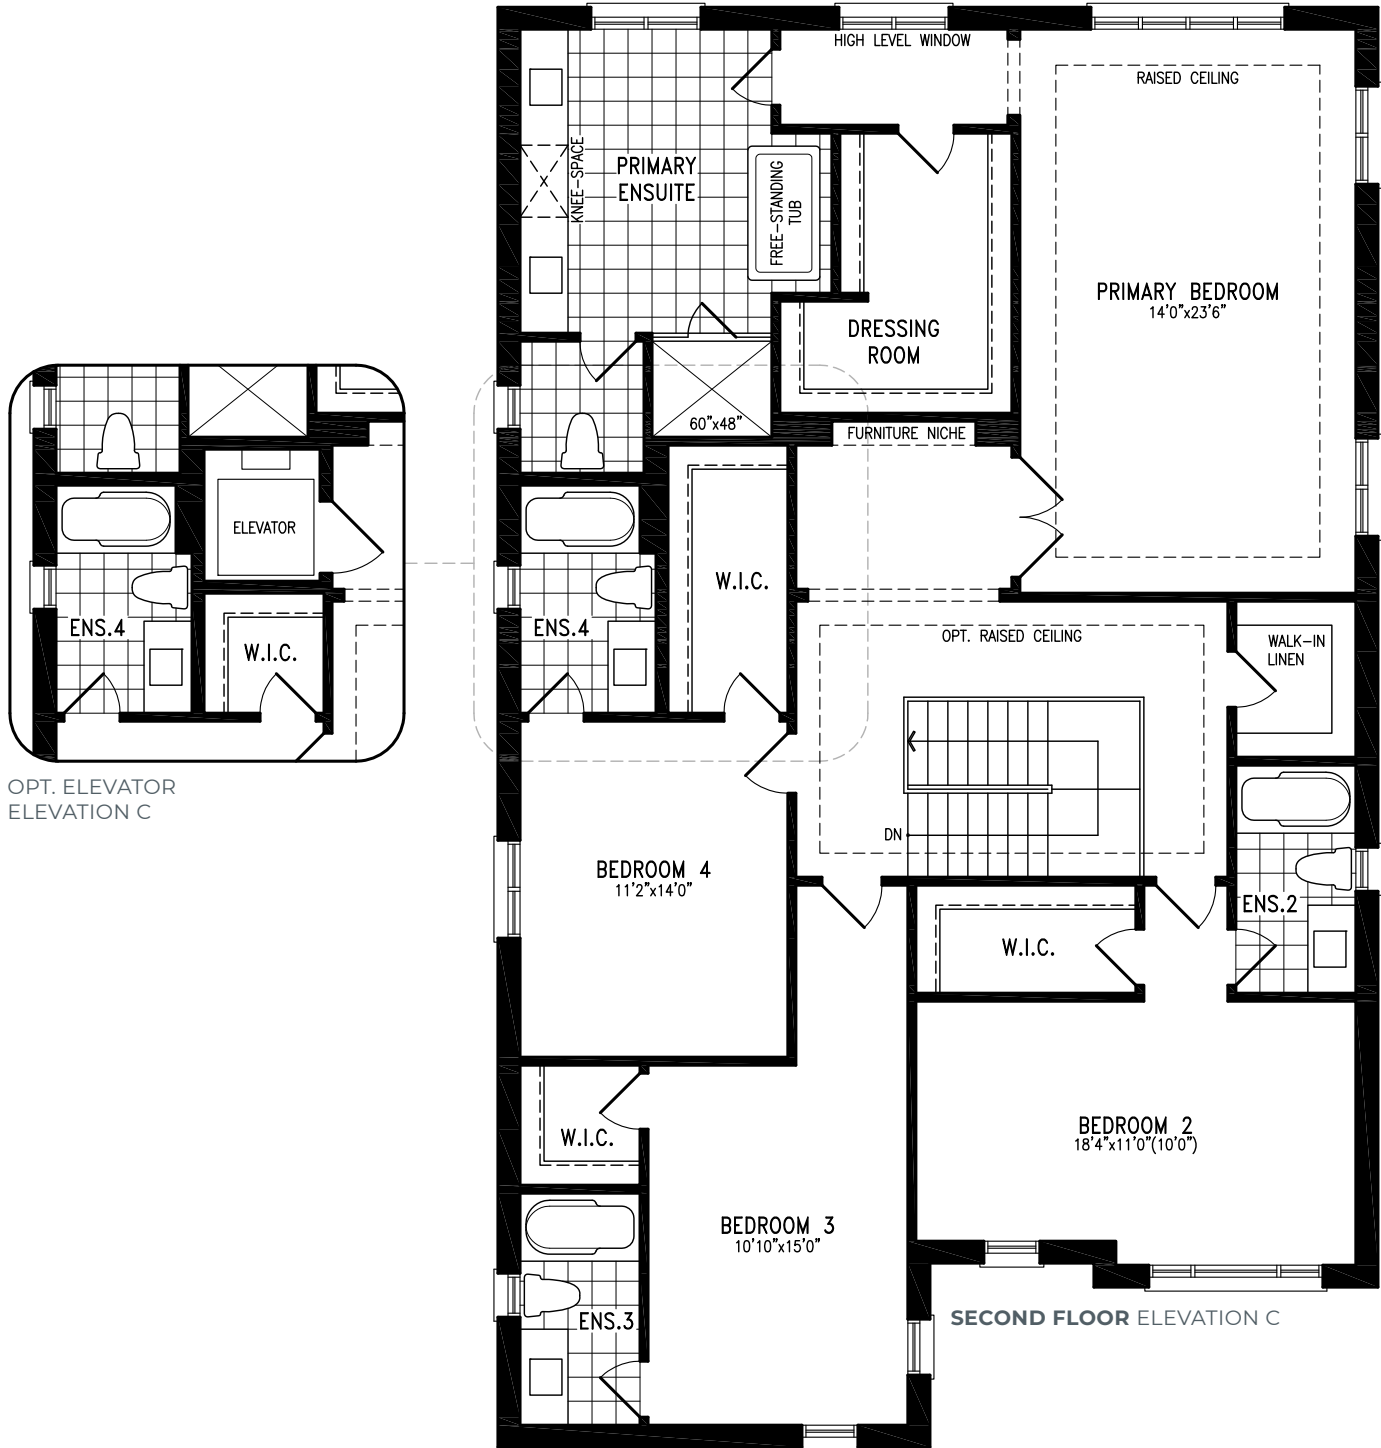 HIGH LEVEL WINDOW
RAISED CEILING
KNEE-SPACE
PRIMARY
ENSUITE
FREE-STANDING
TUB
PRIMARY BEDROOM
14'0"x23'6"
DRESSING
ROOM
60"x48"
FURNITURE NICHE
ELEVATOR
W.I.C.
ENS.4
ENS.4
W.I.C.
OPT. RAISED CEILING
WALK-IN
LINEN
OPT. ELEVATOR
ELEVATION C
DN
BEDROOM 4
11'2"x14'0"
ENS.2
W.I.C.
BEDROOM 2
18'4"x11'0"(10'0")
W.I.C.
BEDROOM 3
10'10"x15'0"
ENS.3
SECOND FLOOR ELEVATION C